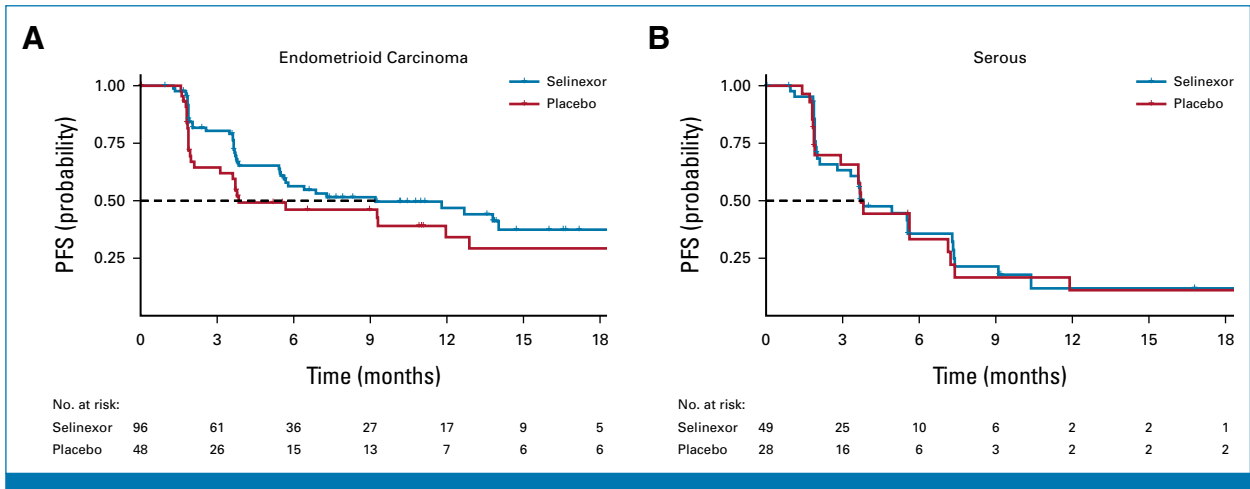 A
Endometrioid Carcinoma
Selinexor
Placebo
PFS (probability)
1.00
0.75
0.50
0.25
0 3 6 9 12 15 18
Time (months)
No. at risk:
Selinexor 96 61 36 27 17 9 5
Placebo 48 26 15 13 7 6 6
B
Serous
Selinexor
Placebo
PFS (probability)
1.00
0.75
0.50
0.25
0 3 6 9 12 15 18
Time (months)
No. at risk:
Selinexor 49 25 10 6 2 2 1
Placebo 28 16 6 3 2 2 2